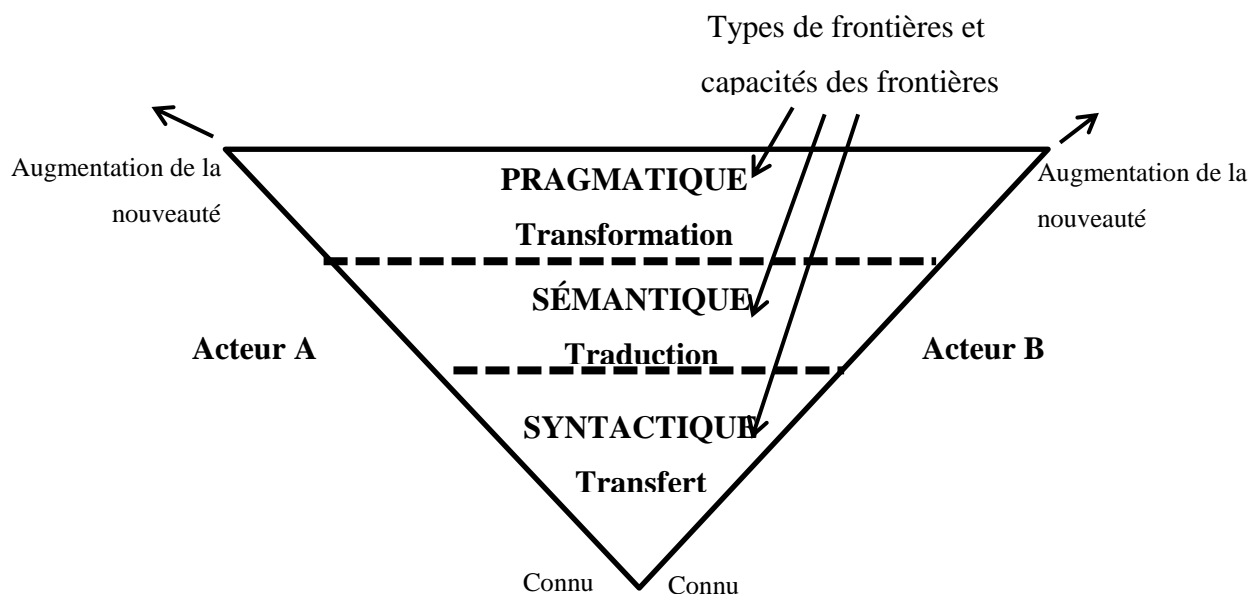 Types de frontières et
capacités des frontières
Augmentation de la
nouveauté
Augmentation de la
nouveauté
PRAGMATIQUE
Transformation
SÉMANTIQUE
Acteur A
Traduction
Acteur B
SYNTACTIQUE
Transfert
Connu
Connu